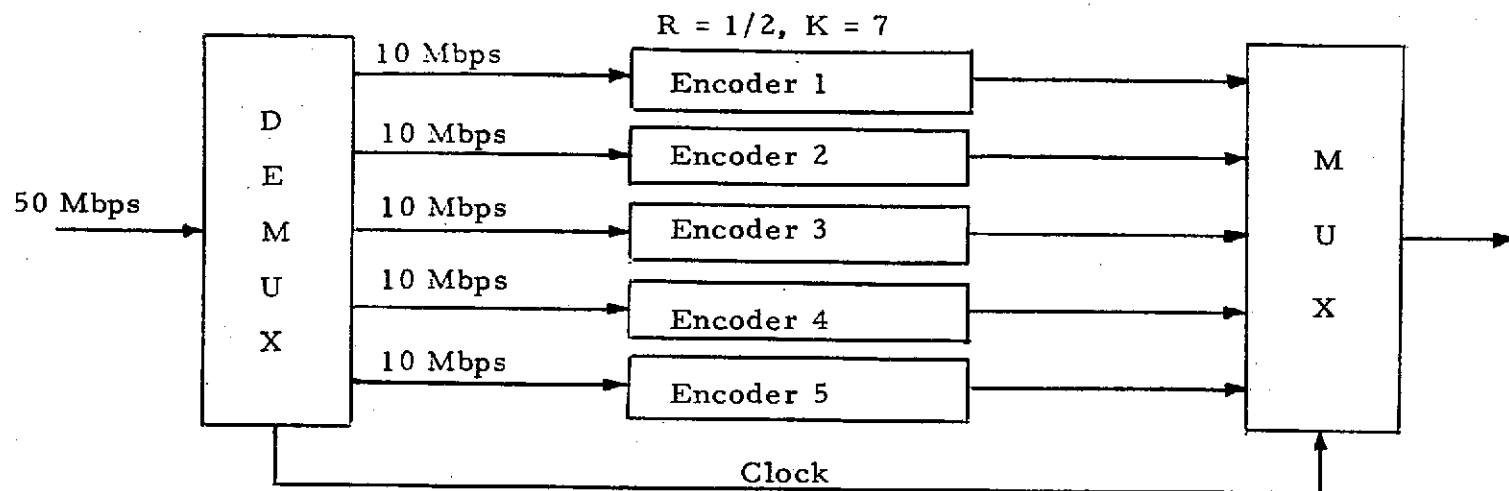 R = 1/2, K = 7
10 Mbps
Encoder 1
10 Mbps
Encoder 2
50 Mbps
10 Mbps
Encoder 3
10 Mbps
Encoder 4
10 Mbps
Encoder 5
D
E
M
U
X
M
U
X
Clock